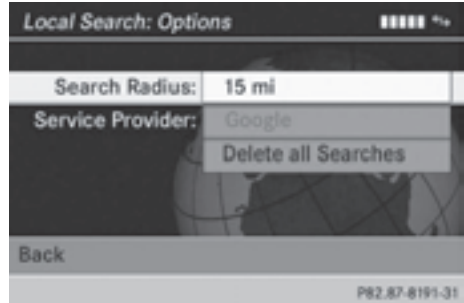 Local Search: Options
Search Radius: 15 mi
Service Provider: Google
Delete all Searches
Back
P82.87-8191-31